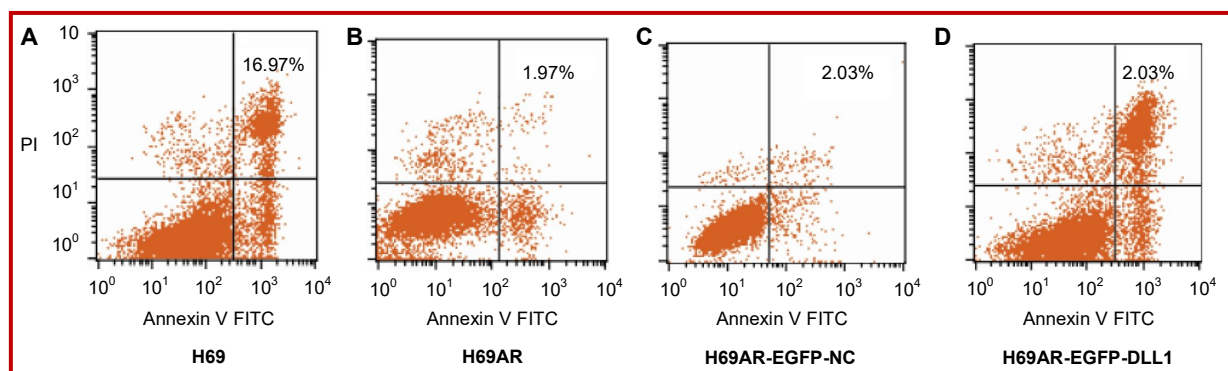 A
B
C
D
16.97%
1.97%
2.03%
2.03%
PI
10
10³
10²
10¹
10⁰
10⁰ 10¹ 10² 10³ 10⁴
10⁰ 10¹ 10² 10³ 10⁴
10⁰ 10¹ 10² 10³ 10⁴
10⁰ 10¹ 10² 10³ 10⁴
Annexin V FITC
Annexin V FITC
Annexin V FITC
Annexin V FITC
H69
H69AR
H69AR-EGFP-NC
H69AR-EGFP-DLL1